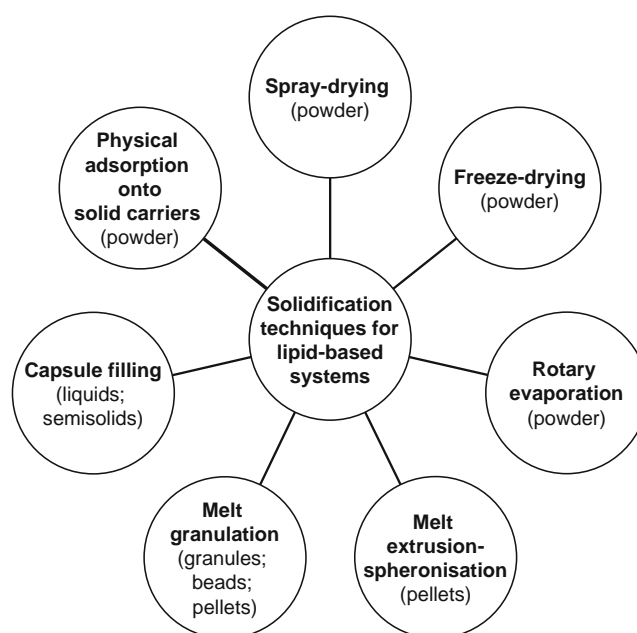 Spray-drying
(powder)
Physical
adsorption
onto
solid carriers
(powder)
Freeze-drying
(powder)
Solidification
techniques for
lipid-based
systems
Capsule filling
(liquids;
semisolids)
Rotary
evaporation
(powder)
Melt
granulation
(granules;
beads;
pellets)
Melt
extrusion-
spheronisation
(pellets)